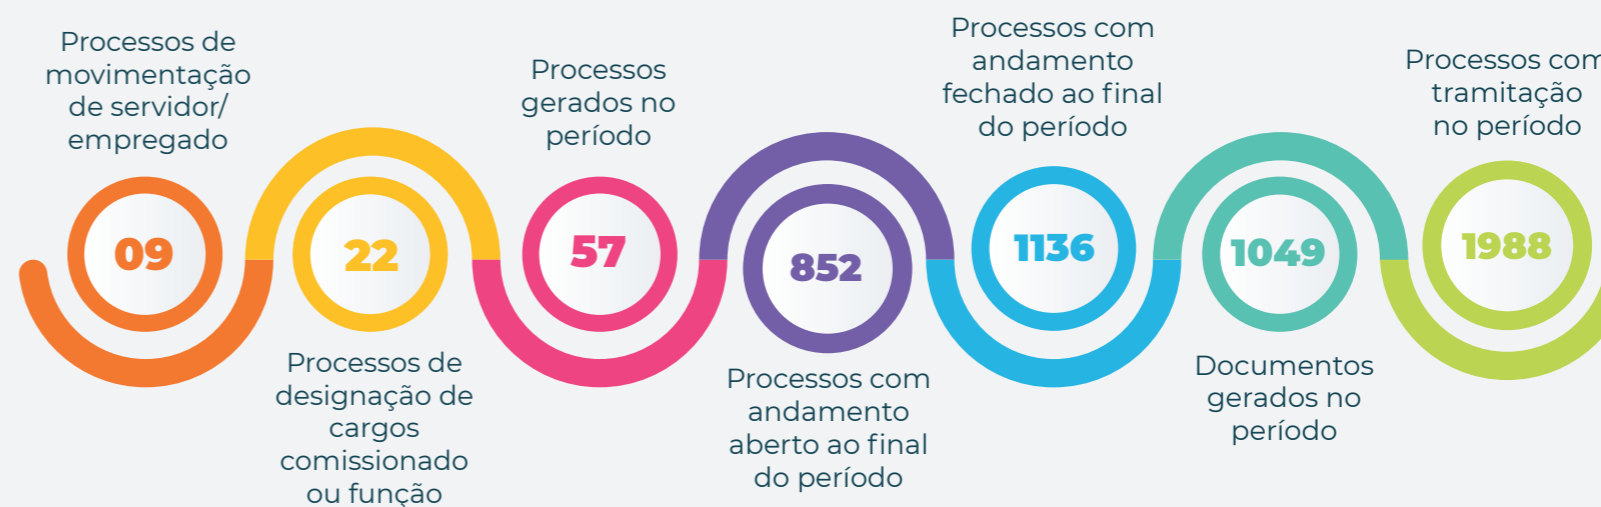 Processos de
movimentação
de servidor/
empregado
09
22
Processos de
designação de
cargos
comissionado
ou função
Processos
gerados no
período
57
852
Processos com
andamento
aberto ao final
do período
Processos com
andamento
fechado ao final
do período
1136
1049
Documentos
gerados no
período
Processos com
tramitação
no período
1988